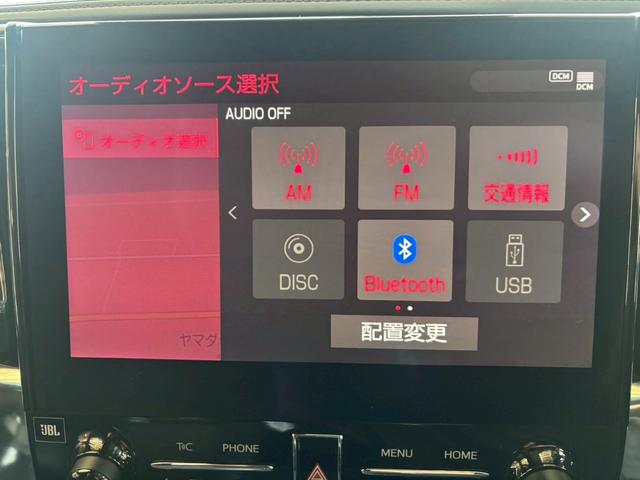 オーディオソース選択
DCM
DCM
AUDIO OFF
オーディオ選択
AM
FM
交通情報
DISC
Bluetooth
USB
ヤマダ
配置変更
JBL
PHONE
MENU
HOME